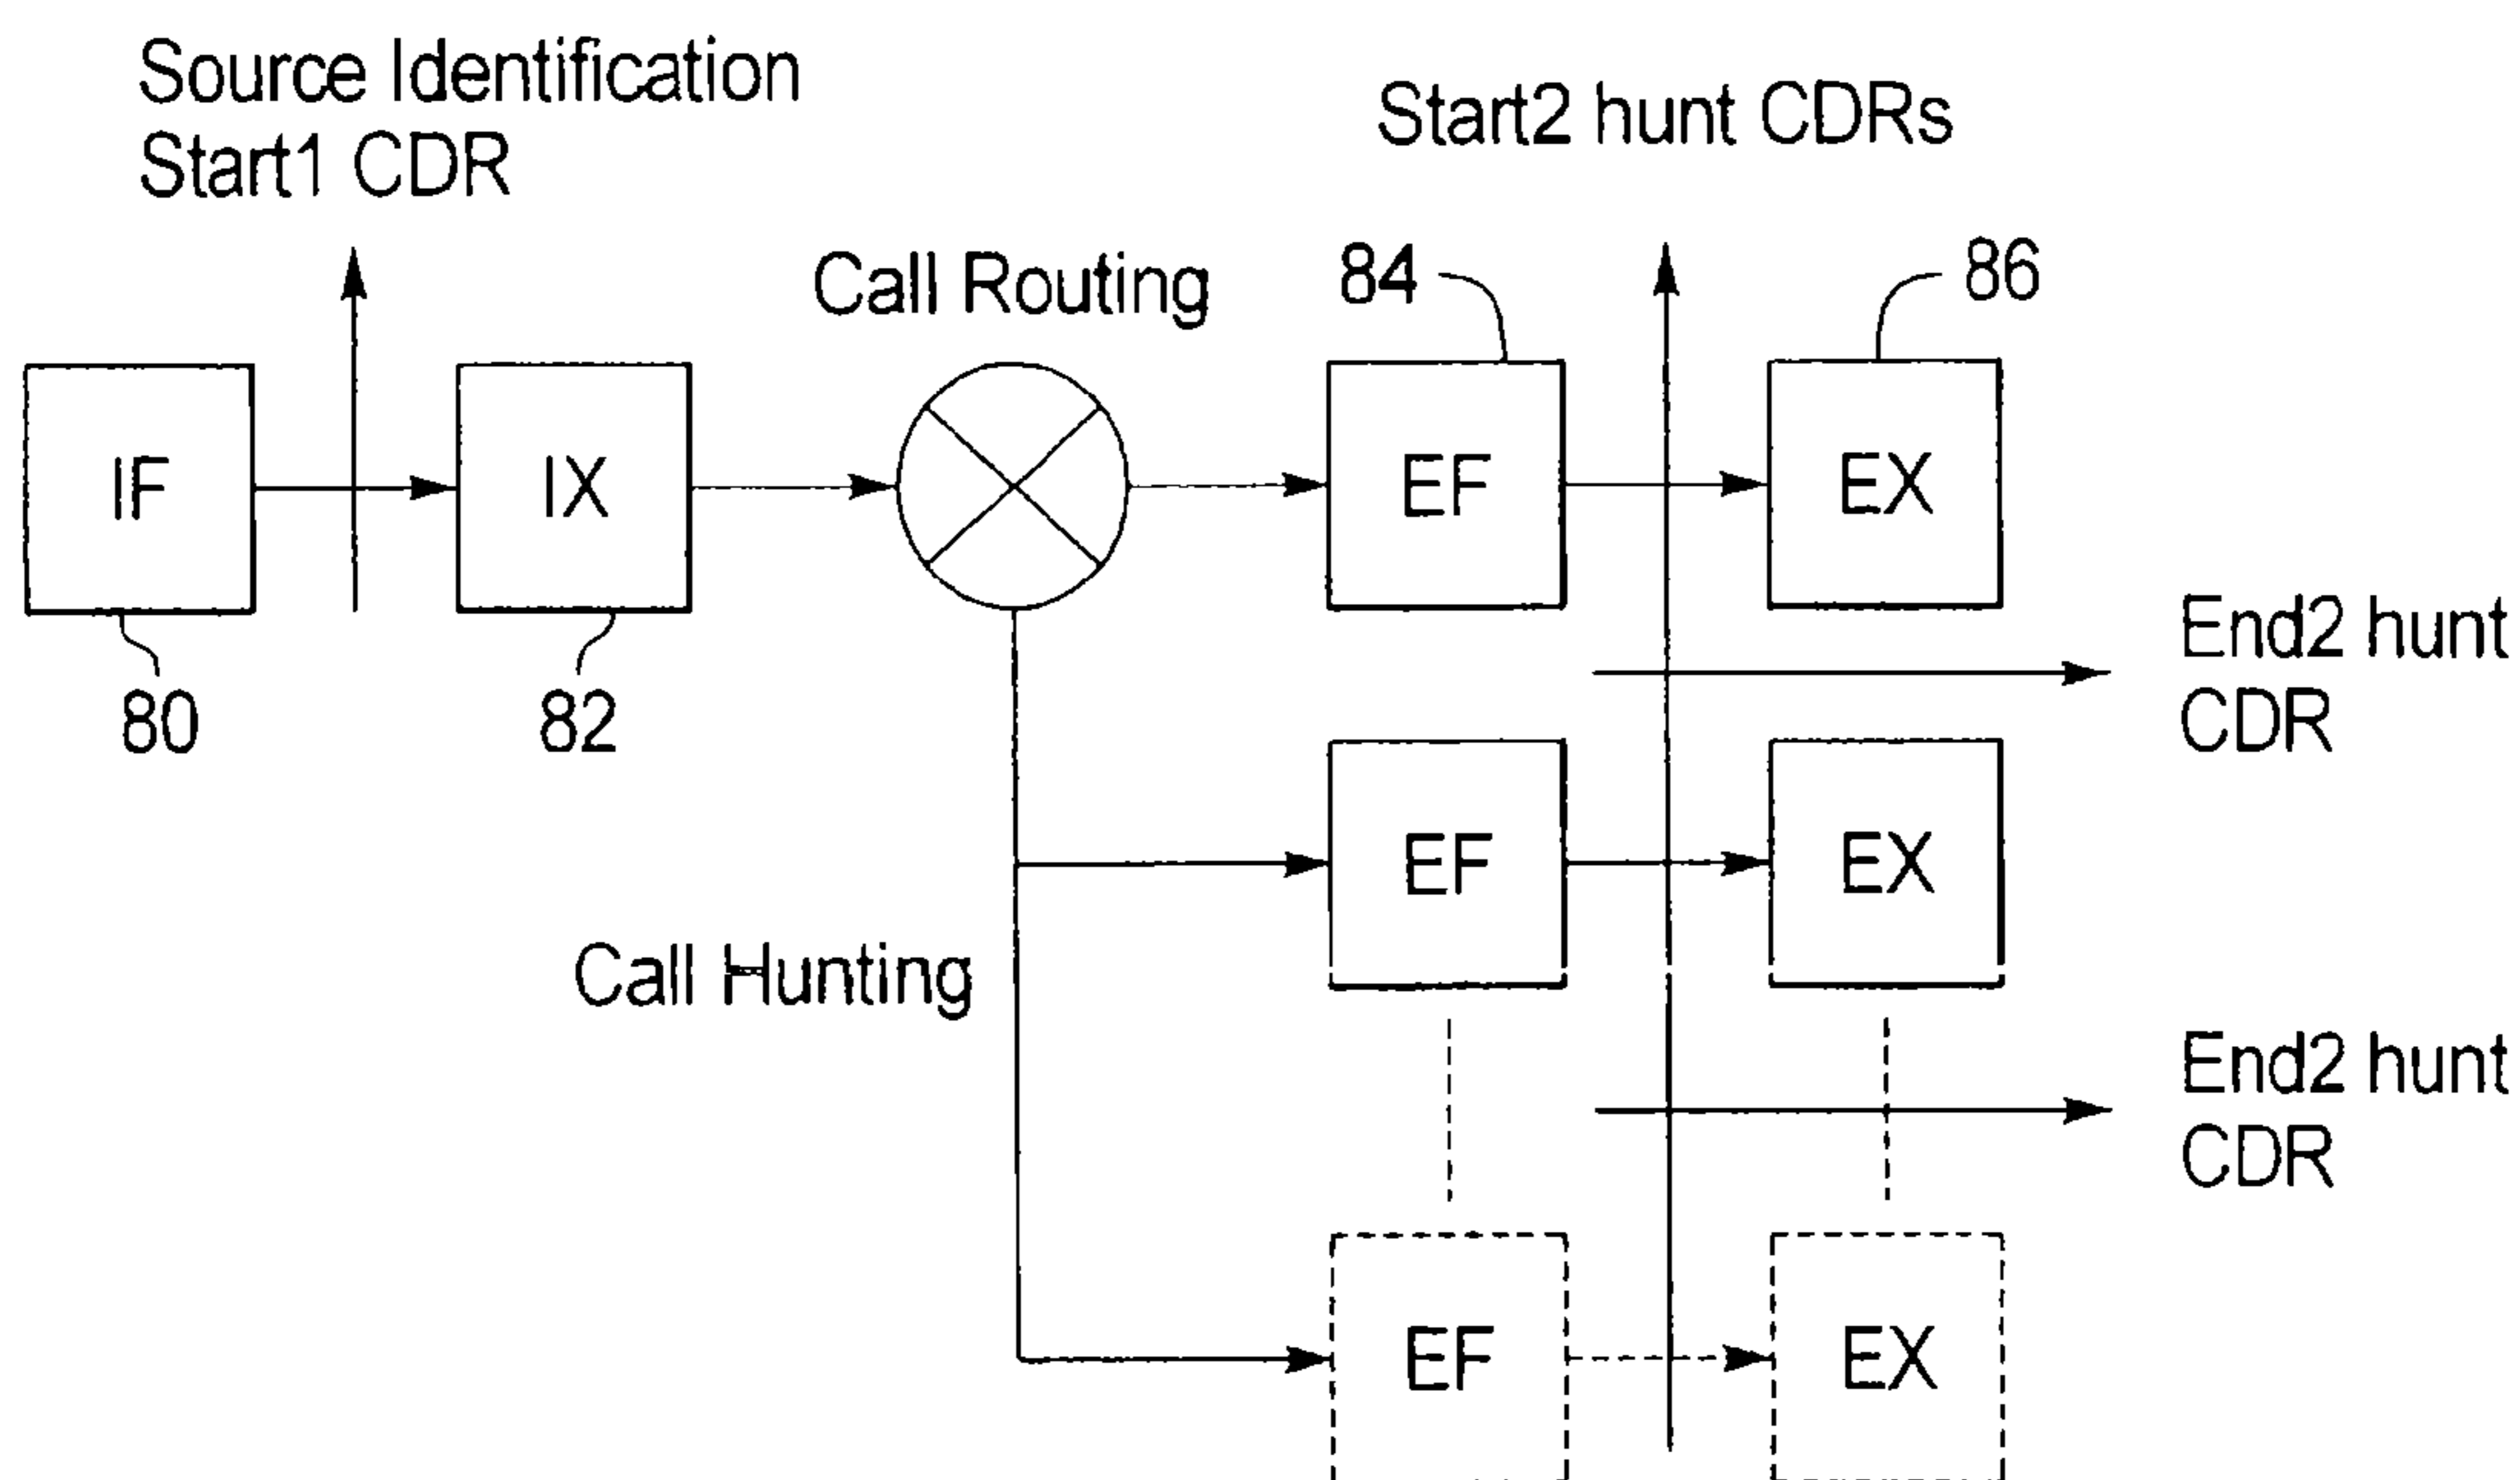 Source Identification
Start1 CDR
Start2 hunt CDRs
Call Routing
84
86
IF
IX
EF
EX
80
82
End2 hunt
CDR
EF
EX
Call Hunting
End2 hunt
CDR
EF
EX